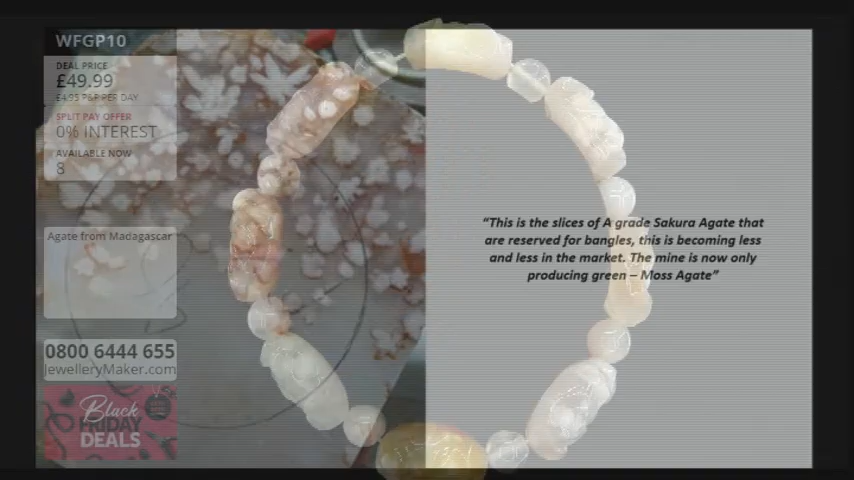 WFGP10
DEAL PRICE
£49.99
£4.95 P&P PER DAY
SPLIT PAY OFFER
0% INTEREST
AVAILABLE NOW
8
Agate from Madagascar
0800 6444 655
JewelleryMaker.com
Black
FRIDAY
DEALS
“This is the slices of A grade Sakura Agate that
are reserved for bangles, this is becoming less
and less in the market. The mine is now only
producing green – Moss Agate”